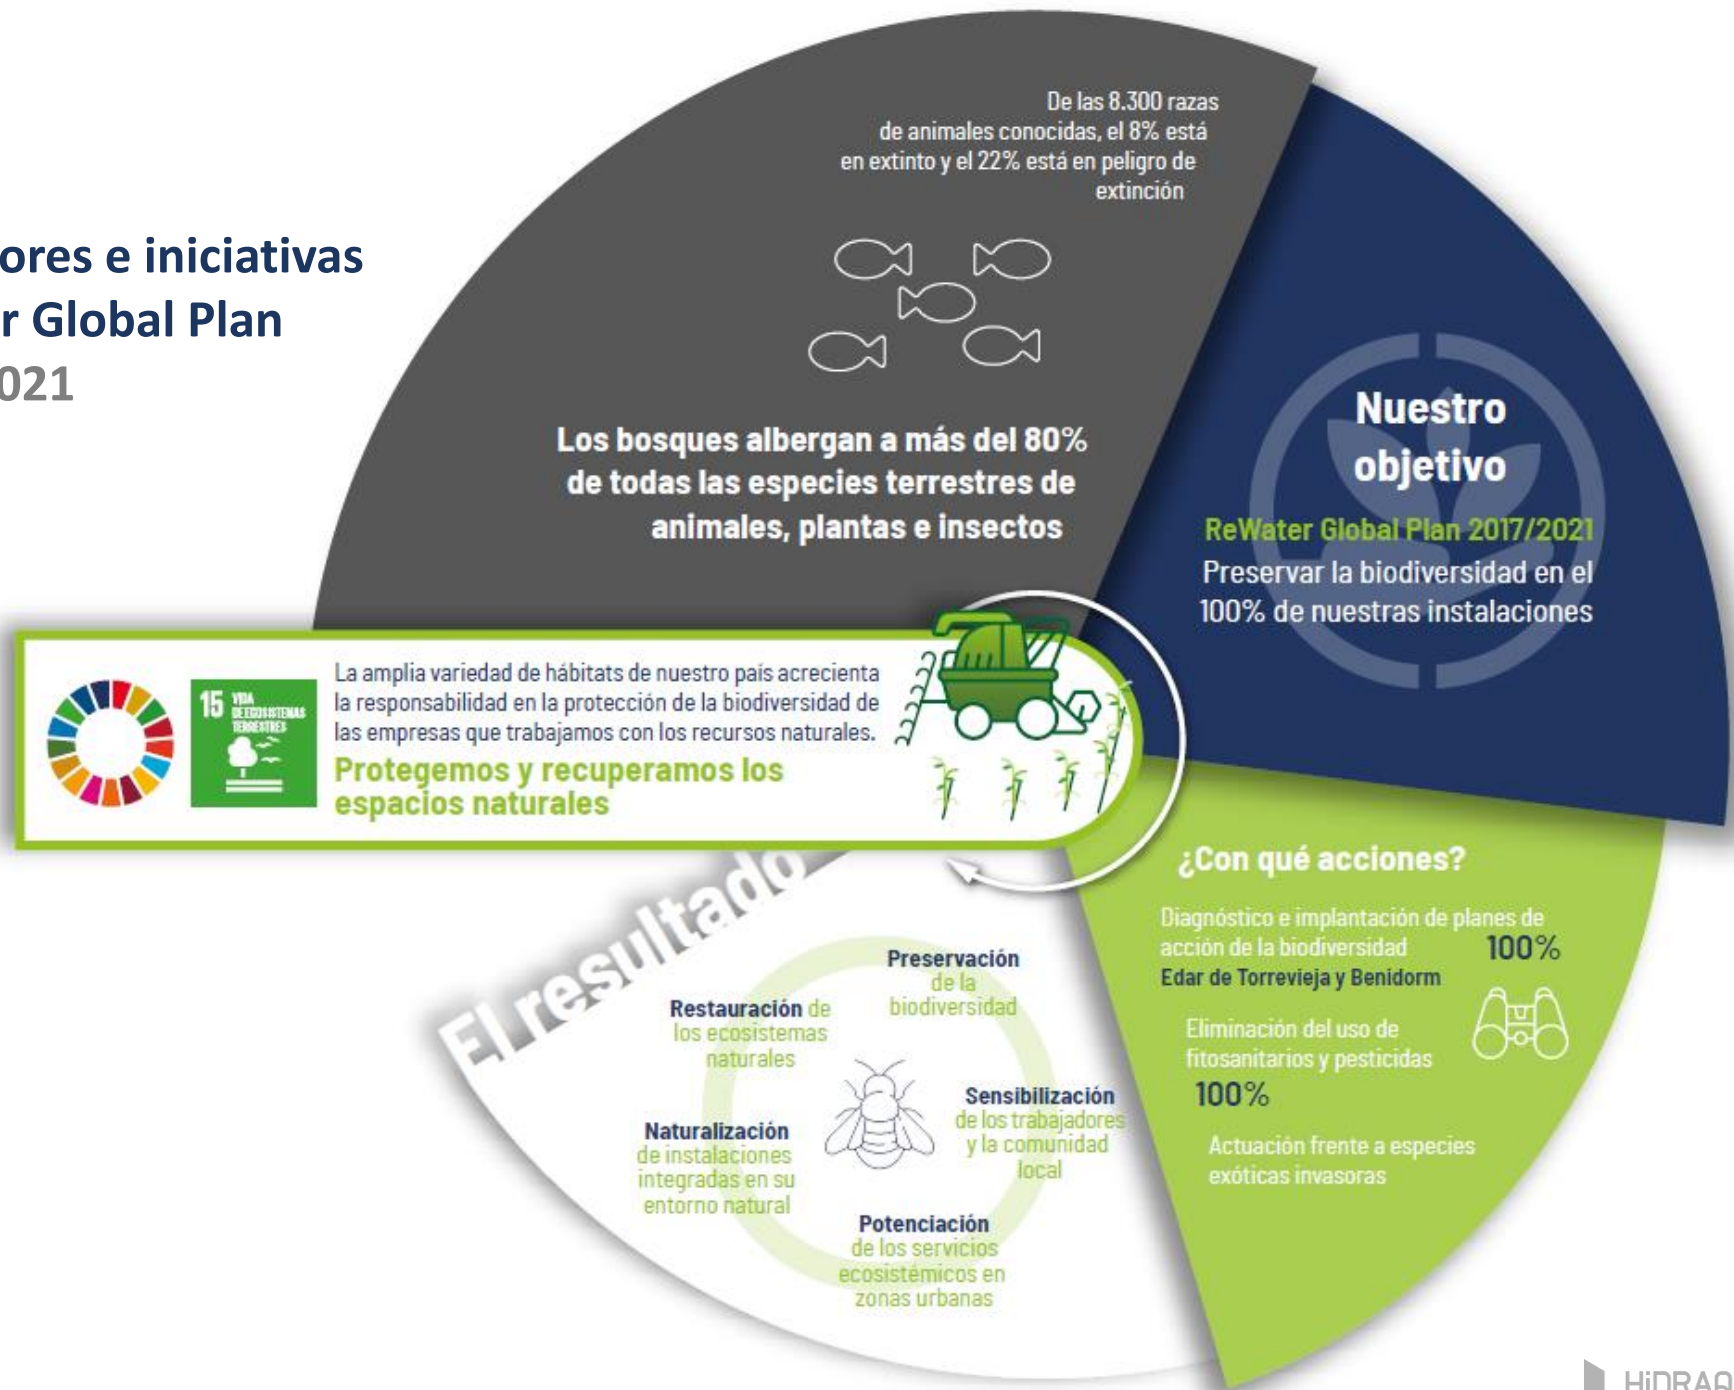 ores e iniciativas
r Global Plan
021
De las 8.300 razas
de animales conocidas, el 8% está
en extinto y el 22% está en peligro de
extinción
Los bosques albergan a más del 80%
de todas las especies terrestres de
animales, plantas e insectos
Nuestro
objetivo
ReWater Global Plan 2017/2021
Preservar la biodiversidad en el
100% de nuestras instalaciones
15 VIDA
DE ECOSISTEMAS
TERRESTRES
La amplia variedad de hábitats de nuestro país acrecienta
la responsabilidad en la protección de la biodiversidad de
las empresas que trabajamos con los recursos naturales.
Protegemos y recuperamos los
espacios naturales
¿Con qué acciones?
Diagnóstico e implantación de planes de
acción de la biodiversidad 100%
Edar de Torrevieja y Benidorm
Eliminación del uso de
fitosanitarios y pesticidas
100%
Actuación frente a especies
exóticas invasoras
El resultado
Preservación
de la
biodiversidad
Restauración de
los ecosistemas
naturales
Sensibilización
de los trabajadores
y la comunidad
local
Naturalización
de instalaciones
integradas en su
entorno natural
Potenciación
de los servicios
ecosistémicos en
zonas urbanas
HiDRAQ